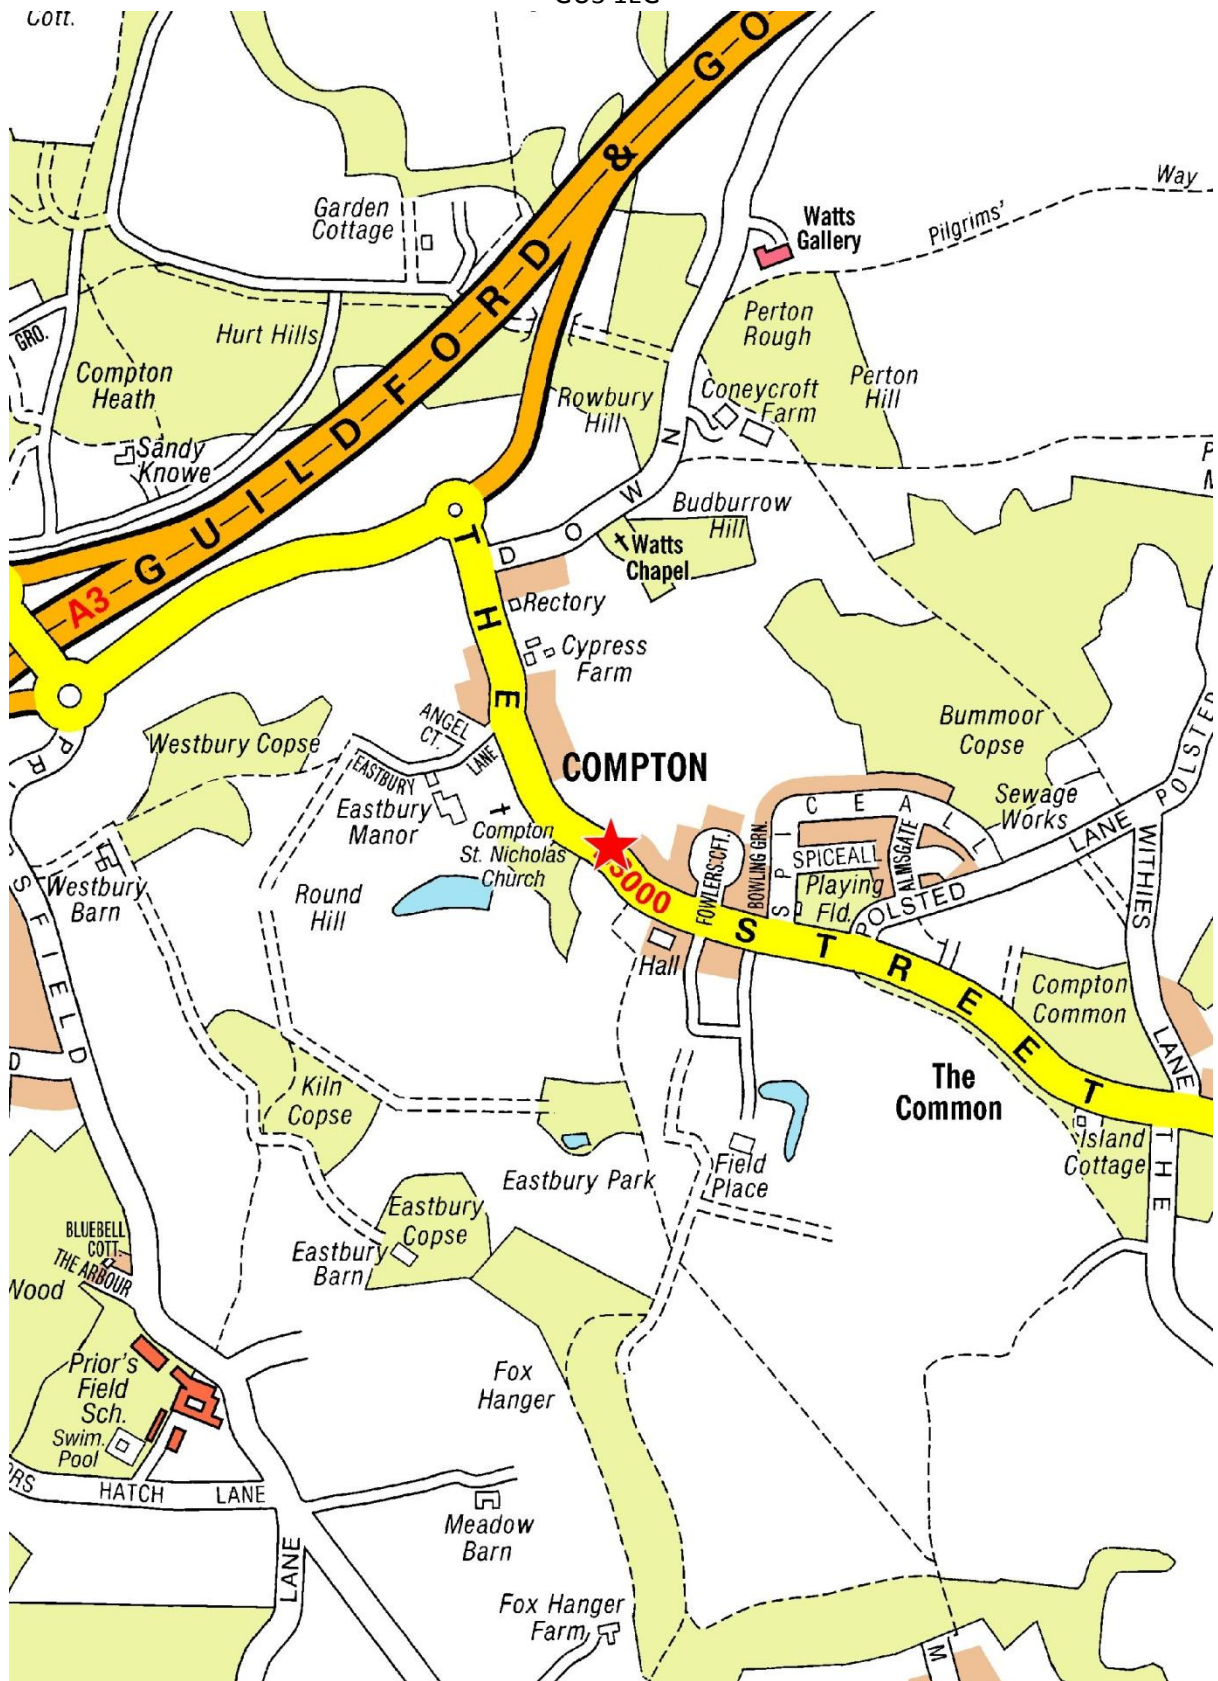 Cott.
GUILDFORD & GO
Way
Pilgrims'
Garden
Cottage
Watts
Gallery
GRO.
Hurt Hills
Perton
Rough
Compton
Heath
Rowbury
Hill
Coneycroft
Farm
Perton
Hill
Sandy
Knowe
DOWN
Budburrow
Hill
Watts
Chapel
A3
THE
Rectory
Cypress
Farm
POLSTED
Bummoor
Copse
Westbury Copse
ANGEL
CT.
EASTBURY
LANE
COMPTON
Eastbury
Manor
Sewage
Works
Compton
St. Nicholas
Church
SPICEALL
SPICEALL
ALMSGATE
BOWLING GRN.
FOWLERS CFT.
LANE
WITHIES
LANE
Westbury
Barn
Round
Hill
3000
Playing
Fld.
POLSTED
STREET
Hall
PR
SFIELD
Compton
Common
D
Kiln
Copse
The
Common
Island
Cottage
THE
Field
Place
Eastbury Park
Eastbury
Copse
Eastbury
Barn
BLUEBELL
COTT.
THE ARBOUR
Wood
Prior's
Field
Sch.
Swim.
Pool
Fox
Hanger
ORS
HATCH LANE
Meadow
Barn
LANE
Fox Hanger
Farm
M